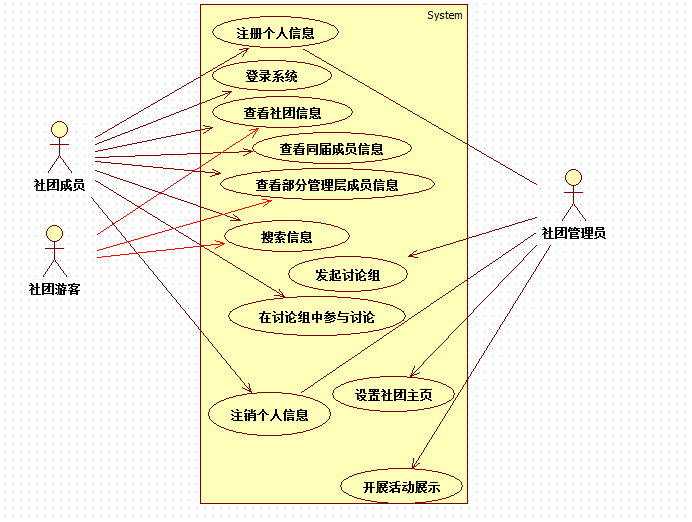 System
注册个人信息
登录系统
查看社团信息
查看同届成员信息
社团成员
查看部分管理层成员信息
社团管理员
搜索信息
发起讨论组
社团游客
在讨论组中参与讨论
设置社团主页
注销个人信息
开展活动展示